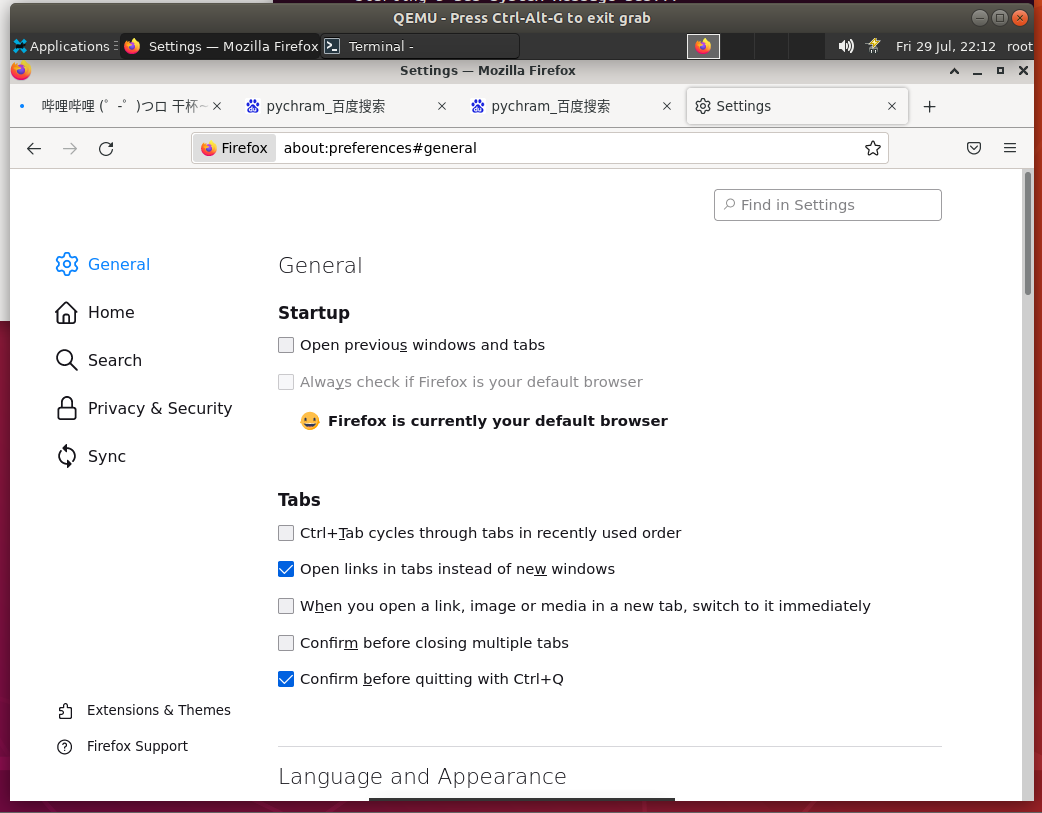 QEMU - Press Ctrl-Alt-G to exit grab
Applications Settings — Mozilla Firefox Terminal - Fri 29 Jul, 22:12 root
Settings — Mozilla Firefox
哔哩哔哩 (゜-゜)つロ 干杯~ pychram_百度搜索 pychram_百度搜索 Settings
Firefox about:preferences#general
Find in Settings
General
Home
Search
Privacy & Security
Sync
Extensions & Themes
Firefox Support
General
Startup
Open previous windows and tabs
Always check if Firefox is your default browser
Firefox is currently your default browser
Tabs
Ctrl+Tab cycles through tabs in recently used order
Open links in tabs instead of new windows
When you open a link, image or media in a new tab, switch to it immediately
Confirm before closing multiple tabs
Confirm before quitting with Ctrl+Q
Language and Appearance